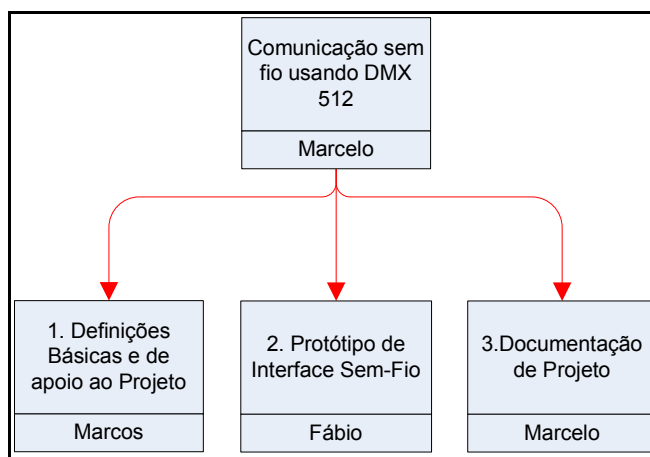 Comunicação sem
fio usando DMX
512
Marcelo
1. Definições
Básicas e de
apoio ao Projeto
Marcos
2. Protótipo de
Interface Sem-Fio
Fábio
3.Documentação
de Projeto
Marcelo